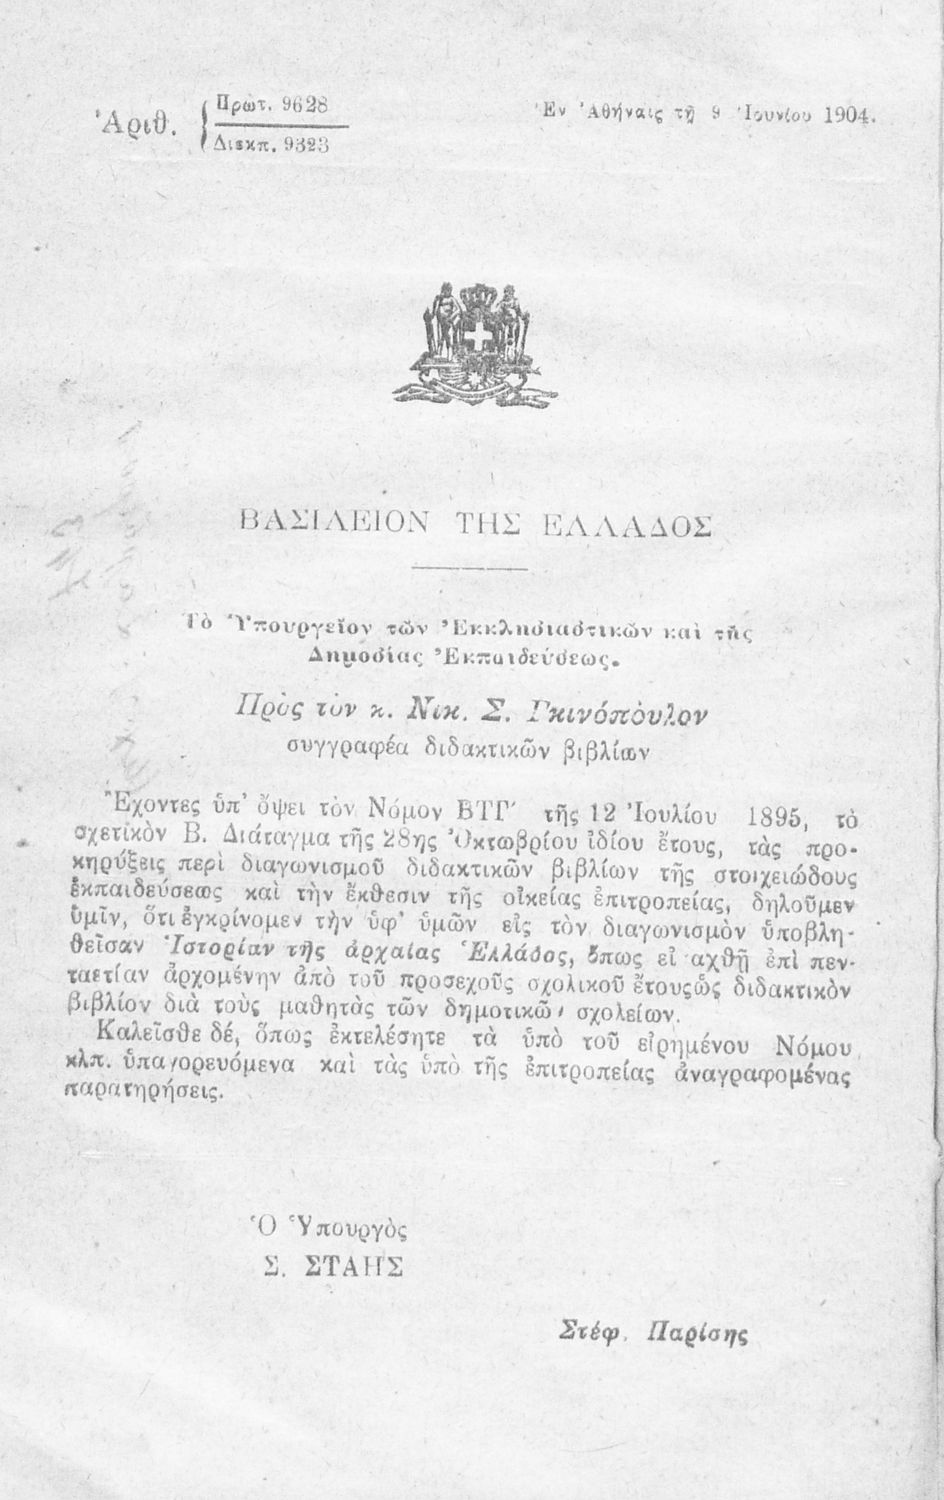 Ἀριθ. Πρωτ. 9628
Διεκπ. 9323
Ἐν Ἀθήναις τῇ 9 Ἰουνίου 1904.
ΒΑΣΙΛΕΙΟΝ ΤΗΣ ΕΛΛΑΔΟΣ
Τὸ Ὑπουργεῖον τῶν Ἐκκλησιαστικῶν καὶ τῆς
Δημοσίας Ἐκπαιδεύσεως.
Πρὸς τὸν κ. Νικ. Σ. Γκινόπουλον
συγγραφέα διδακτικῶν βιβλίων
Ἔχοντες ὑπ' ὄψει τὸν Νόμον ΒΤΓ' τῆς 12 Ἰουλίου 1895, τὸ
σχετικὸν Β. Διάταγμα τῆς 28ης Ὀκτωβρίου ἰδίου ἔτους, τὰς προ-
κηρύξεις περὶ διαγωνισμοῦ διδακτικῶν βιβλίων τῆς στοιχειώδους
ἐκπαιδεύσεως καὶ τὴν ἔκθεσιν τῆς οἰκείας ἐπιτροπείας, δηλοῦμεν
ὑμῖν, ὅτι ἐγκρίνομεν τὴν ὑφ' ὑμῶν εἰς τὸν διαγωνισμὸν ὑποβλη-
θεῖσαν Ἱστορίαν τῆς ἀρχαίας Ἑλλάδος, ὅπως εἰσαχθῇ ἐπὶ πεν-
ταετίαν ἀρχομένην ἀπὸ τοῦ προσεχοῦς σχολικοῦ ἔτους ὡς διδακτικὸν
βιβλίον διὰ τοὺς μαθητὰς τῶν δημοτικῶν σχολείων.
Καλεῖσθε δέ, ὅπως ἐκτελέσητε τὰ ὑπὸ τοῦ εἰρημένου Νόμου
κλπ. ὑπαγορευόμενα καὶ τὰς ὑπὸ τῆς ἐπιτροπείας ἀναγραφομένας
παρατηρήσεις.
Ὁ Ὑπουργὸς
Σ. ΣΤΑΗΣ
Στέφ. Παρίσης